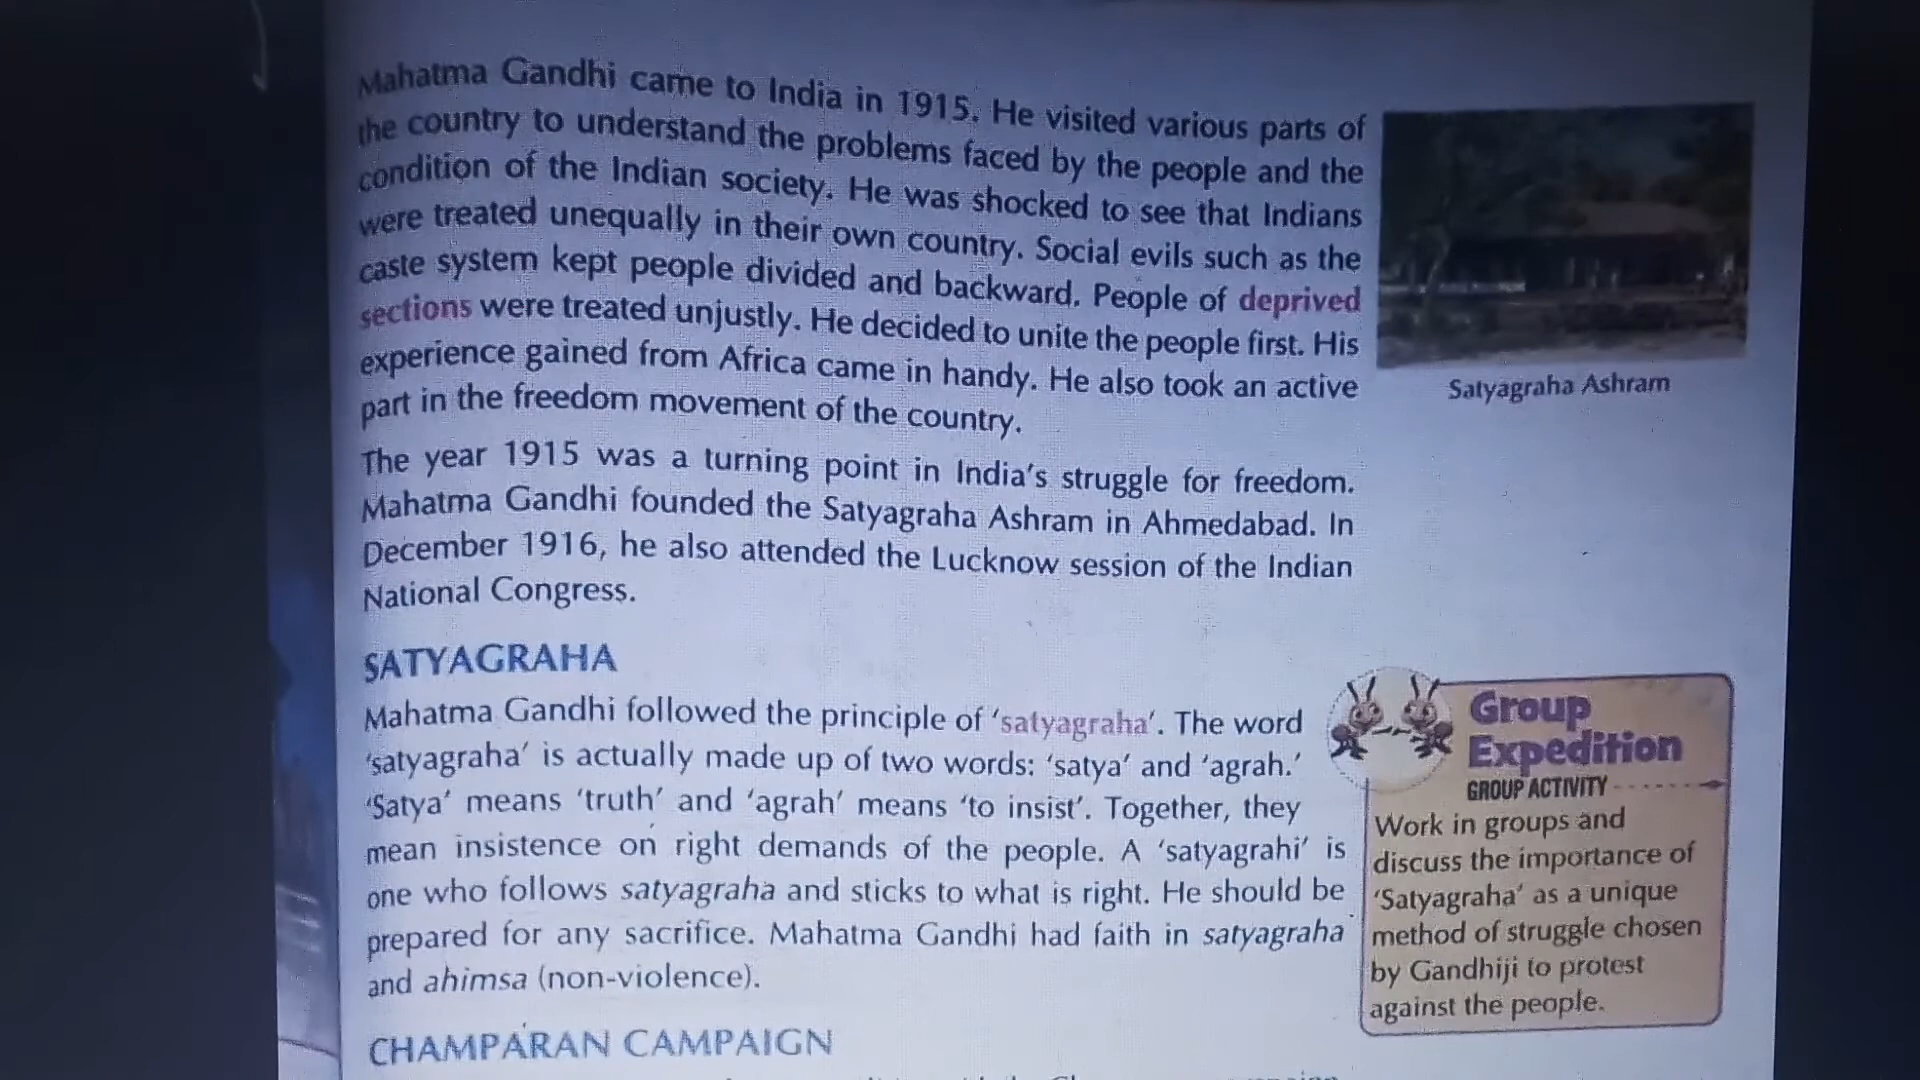 Mahatma Gandhi came to India in 1915. He visited various parts of
the country to understand the problems faced by the people and the
condition of the Indian society. He was shocked to see that Indians
were treated unequally in their own country. Social evils such as the
caste system kept people divided and backward. People of deprived
sections were treated unjustly. He decided to unite the people first. His
experience gained from Africa came in handy. He also took an active
part in the freedom movement of the country.
Satyagraha Ashram
The year 1915 was a turning point in India's struggle for freedom.
Mahatma Gandhi founded the Satyagraha Ashram in Ahmedabad. In
December 1916, he also attended the Lucknow session of the Indian
National Congress.
SATYAGRAHA
Mahatma Gandhi followed the principle of 'satyagraha'. The word
'satyagraha' is actually made up of two words: 'satya' and 'agrah.'
'Satya' means 'truth' and 'agrah' means 'to insist'. Together, they
mean insistence on right demands of the people. A 'satyagrahi' is
one who follows satyagraha and sticks to what is right. He should be
prepared for any sacrifice. Mahatma Gandhi had faith in satyagraha
and ahimsa (non-violence).
Group
Expedition
GROUP ACTIVITY
Work in groups and
discuss the importance of
'Satyagraha' as a unique
method of struggle chosen
by Gandhiji to protest
against the people.
CHAMPARAN CAMPAIGN